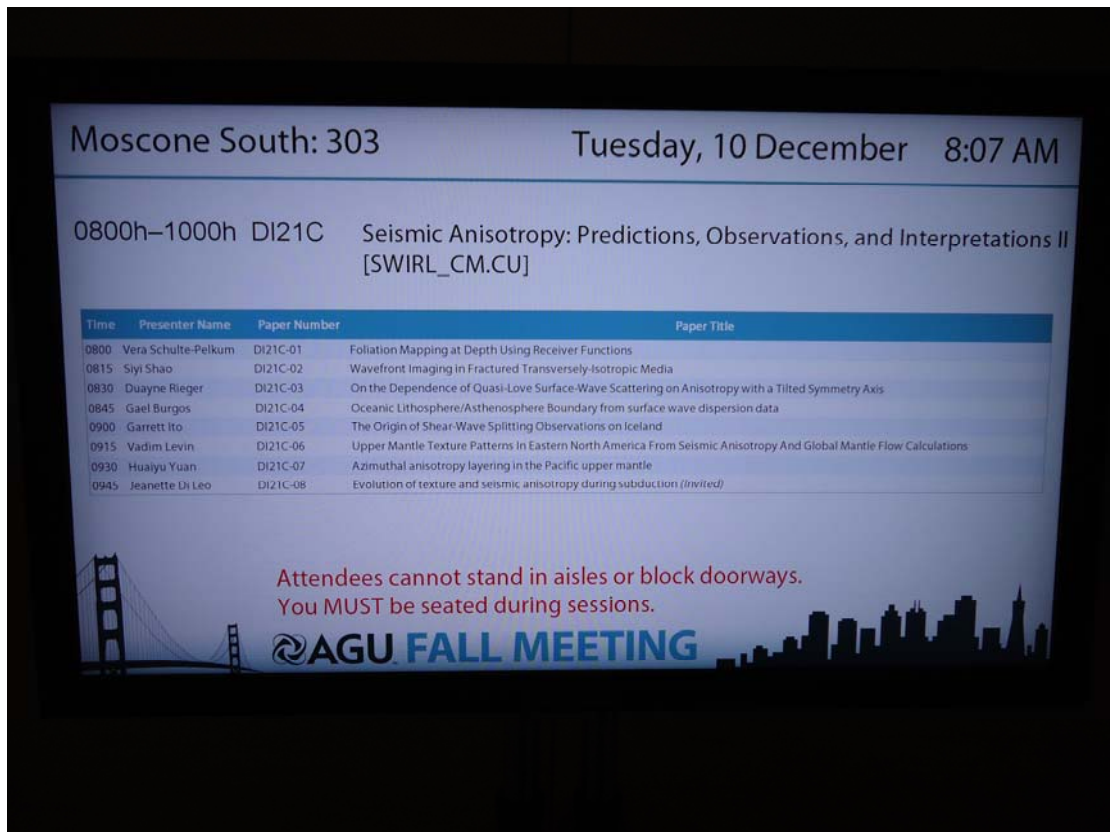 Moscone South: 303 Tuesday, 10 December 8:07 AM
0800h–1000h DI21C Seismic Anisotropy: Predictions, Observations, and Interpretations II
[SWIRL_CM.CU]
Time Presenter Name Paper Number Paper Title
0800 Vera Schulte-Pelkum DI21C-01 Foliation Mapping at Depth Using Receiver Functions
0815 Siyi Shao DI21C-02 Wavefront Imaging in Fractured Transversely-Isotropic Media
0830 Duayne Rieger DI21C-03 On the Dependence of Quasi-Love Surface-Wave Scattering on Anisotropy with a Tilted Symmetry Axis
0845 Gael Burgos DI21C-04 Oceanic Lithosphere/Asthenosphere Boundary from surface wave dispersion data
0900 Garrett Ito DI21C-05 The Origin of Shear-Wave Splitting Observations on Iceland
0915 Vadim Levin DI21C-06 Upper Mantle Texture Patterns In Eastern North America From Seismic Anisotropy And Global Mantle Flow Calculations
0930 Huaiyu Yuan DI21C-07 Azimuthal anisotropy layering in the Pacific upper mantle
0945 Jeanette Di Leo DI21C-08 Evolution of texture and seismic anisotropy during subduction (Invited)
Attendees cannot stand in aisles or block doorways.
You MUST be seated during sessions.
AGU FALL MEETING